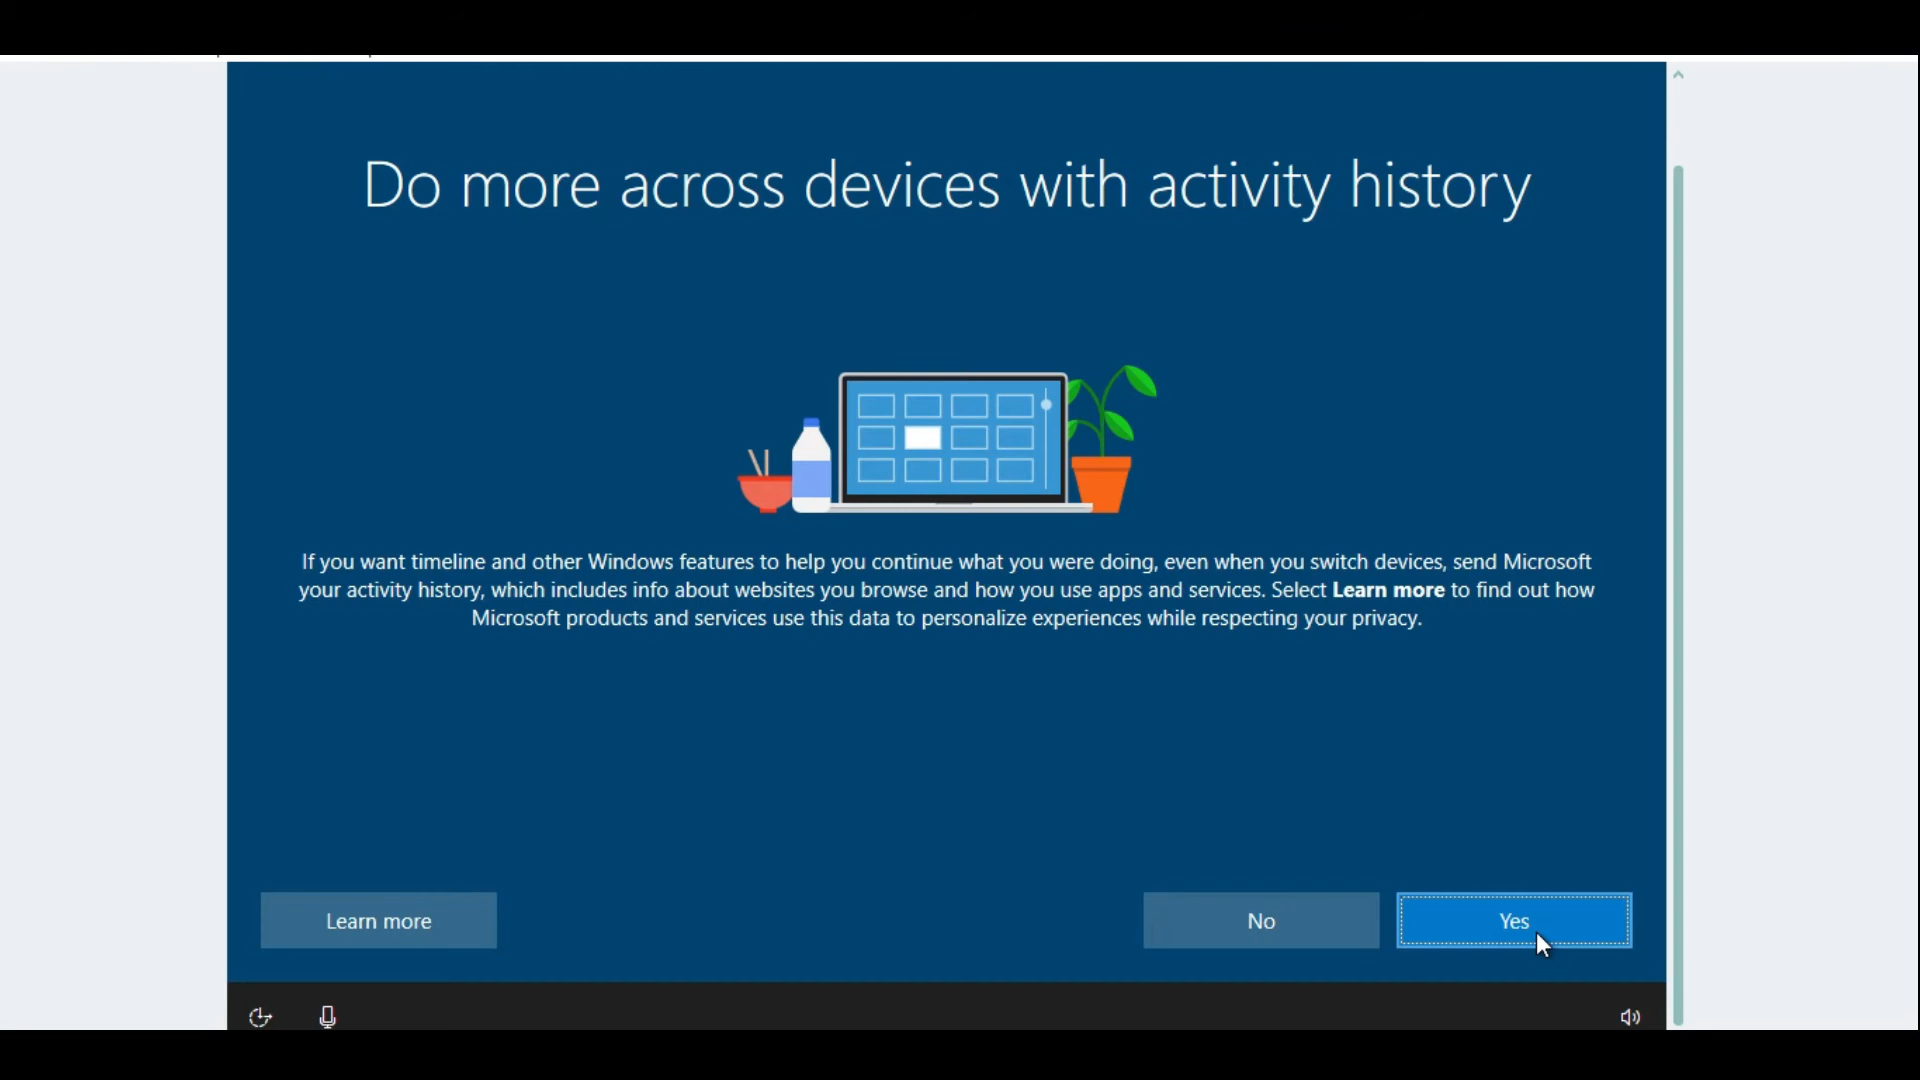 Do more across devices with activity history
If you want timeline and other Windows features to help you continue what you were doing, even when you switch devices, send Microsoft
your activity history, which includes info about websites you browse and how you use apps and services. Select Learn more to find out how
Microsoft products and services use this data to personalize experiences while respecting your privacy.
Learn more
No
Yes